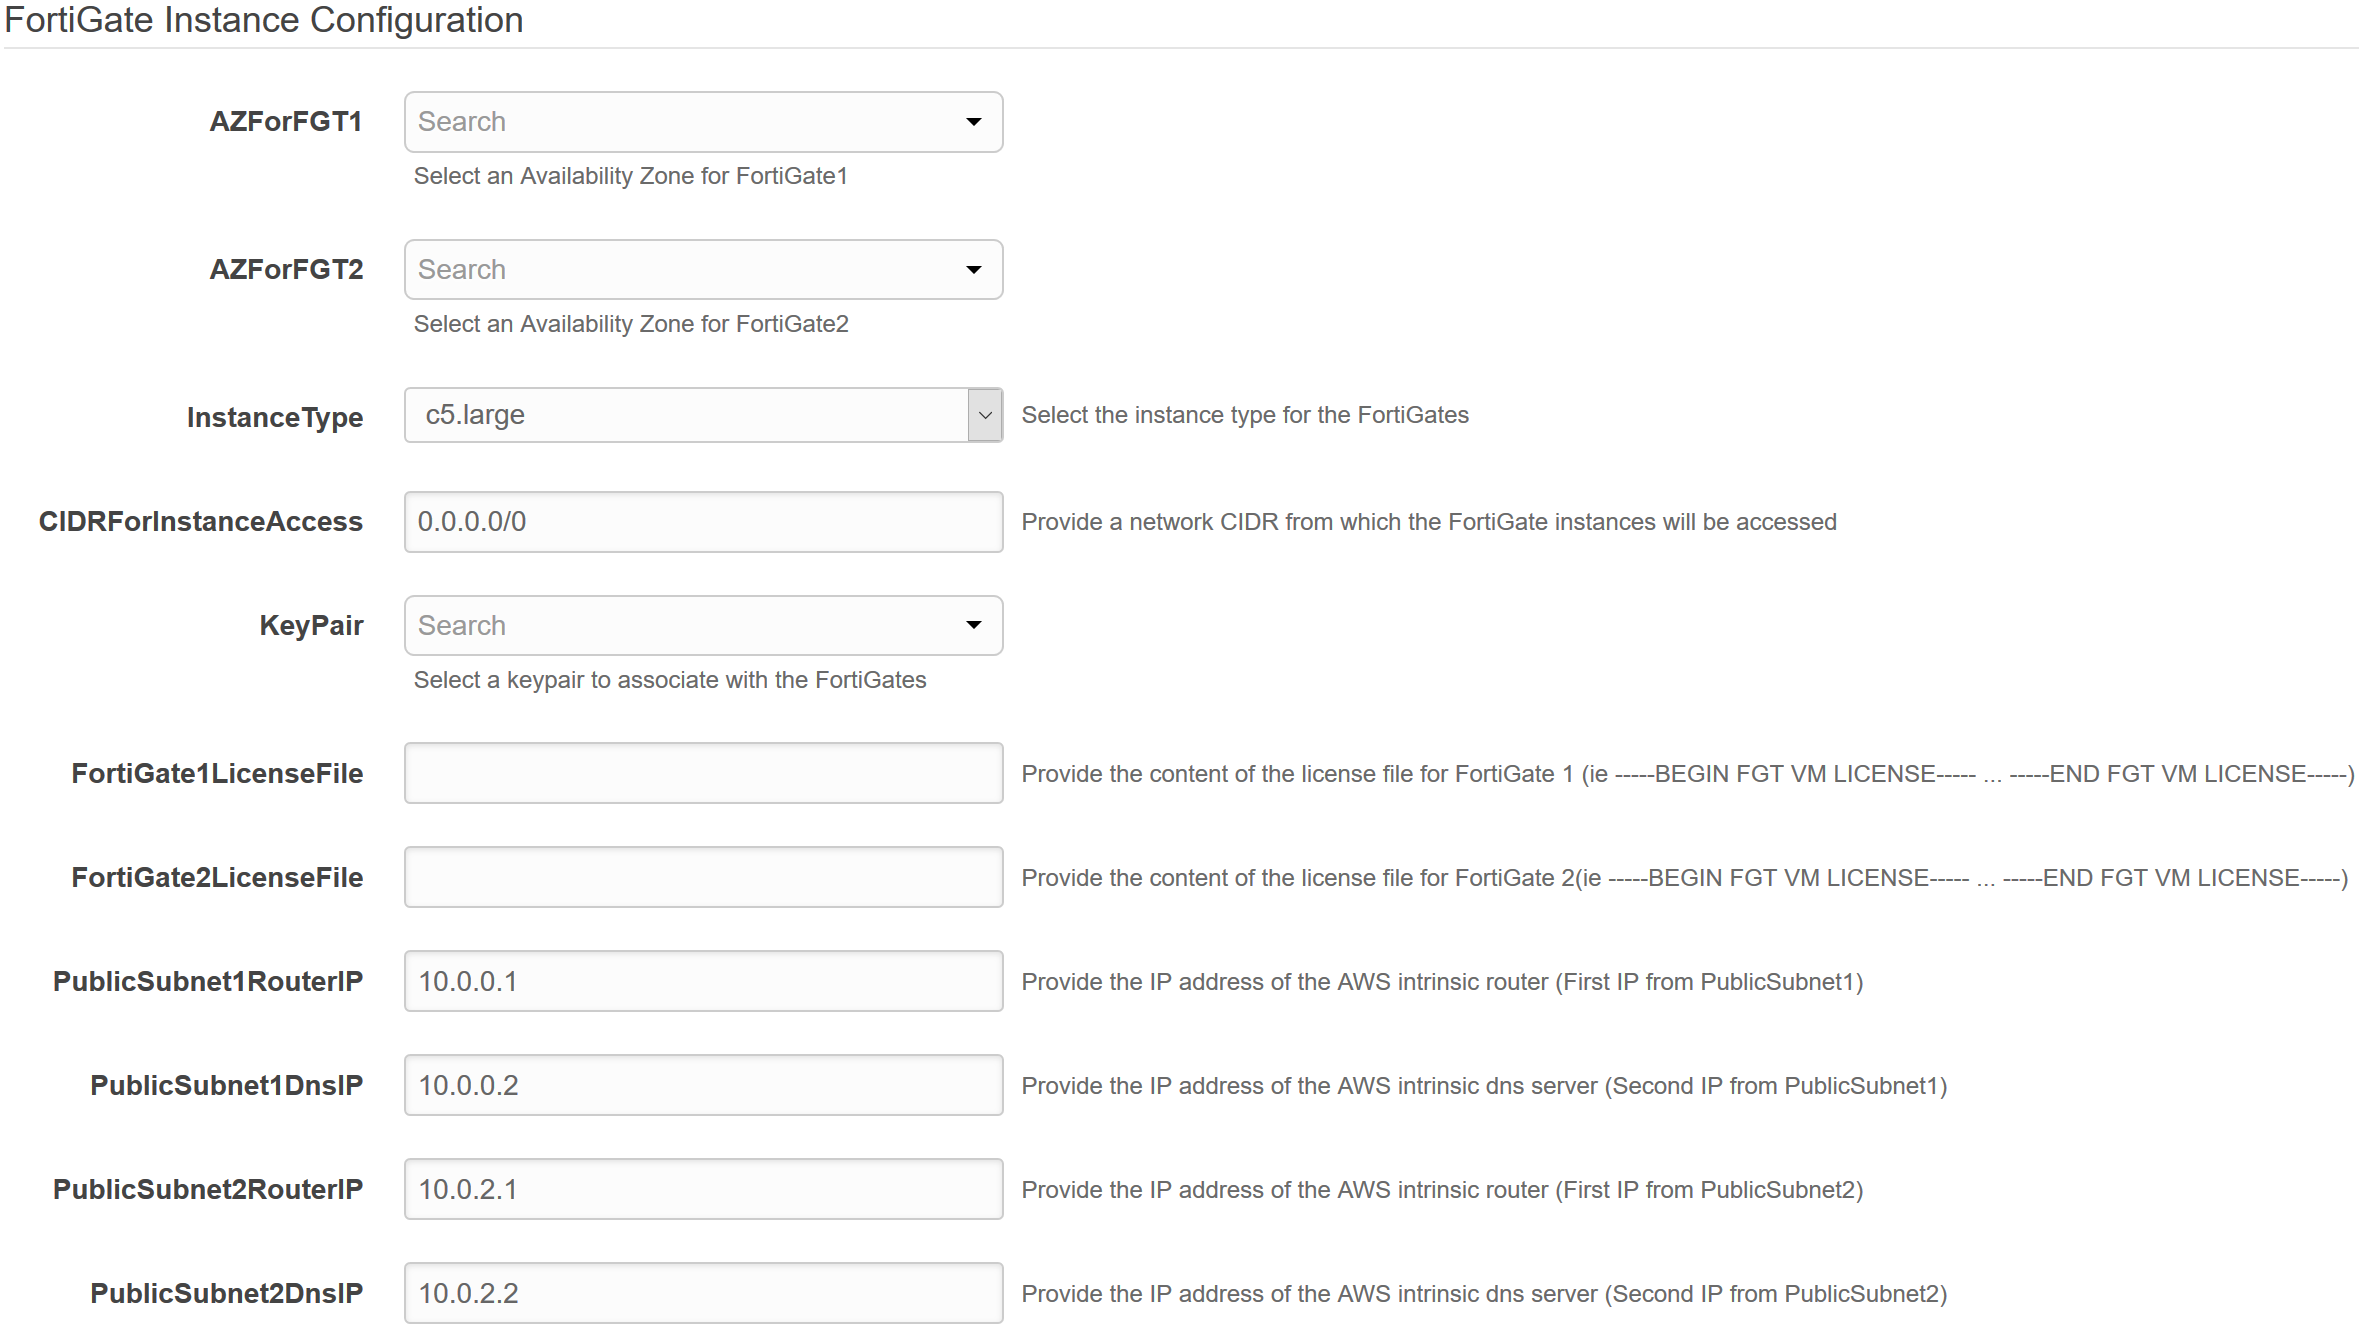 FortiGate Instance Configuration
AZForFGT1
Search
Select an Availability Zone for FortiGate1
AZForFGT2
Search
Select an Availability Zone for FortiGate2
InstanceType
c5.large
Select the instance type for the FortiGates
CIDRForInstanceAccess
0.0.0.0/0
Provide a network CIDR from which the FortiGate instances will be accessed
KeyPair
Search
Select a keypair to associate with the FortiGates
FortiGate1LicenseFile
Provide the content of the license file for FortiGate 1 (ie -----BEGIN FGT VM LICENSE----- ... -----END FGT VM LICENSE-----)
FortiGate2LicenseFile
Provide the content of the license file for FortiGate 2(ie -----BEGIN FGT VM LICENSE----- ... -----END FGT VM LICENSE-----)
PublicSubnet1RouterIP
10.0.0.1
Provide the IP address of the AWS intrinsic router (First IP from PublicSubnet1)
PublicSubnet1DnsIP
10.0.0.2
Provide the IP address of the AWS intrinsic dns server (Second IP from PublicSubnet1)
PublicSubnet2RouterIP
10.0.2.1
Provide the IP address of the AWS intrinsic router (First IP from PublicSubnet2)
PublicSubnet2DnsIP
10.0.2.2
Provide the IP address of the AWS intrinsic dns server (Second IP from PublicSubnet2)